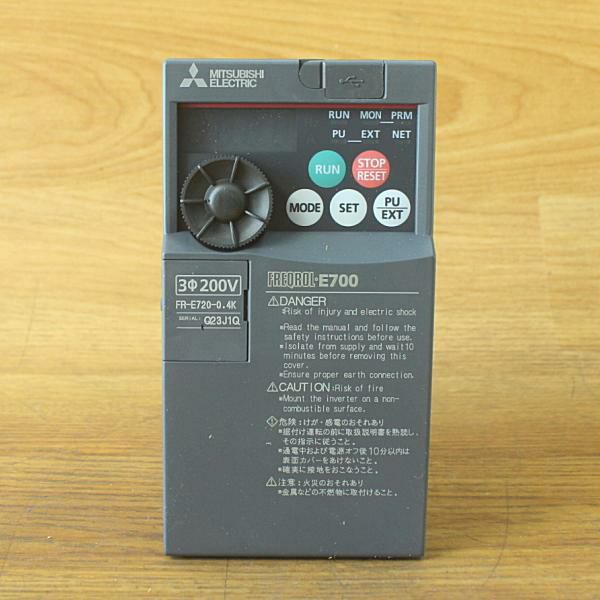 MITSUBISHI
ELECTRIC
RUN MON PRM
PU EXT NET
RUN
STOP
RESET
MODE
SET
PU
EXT
3Φ200V
FR-E720-0.4K
SERIAL: Q23J1Q
FREQROL-E700
⚠DANGER
:Risk of injury and electric shock
*Read the manual and follow the
safety instructions before use.
*Isolate from supply and wait 10
minutes before removing this
cover.
*Ensure proper earth connection.
⚠CAUTION:Risk of fire
*Mount the inverter on a non-
combustible surface.
危険：けが・感電のおそれあり
*据付け運転の前に取扱説明書を熟読し、
その指示に従うこと。
*通電中および電源オフ後10分以内は
表面カバーをあけないこと。
*確実に接地をおこなうこと。
⚠注意：火災のおそれあり
*金属などの不燃物に取付けること。